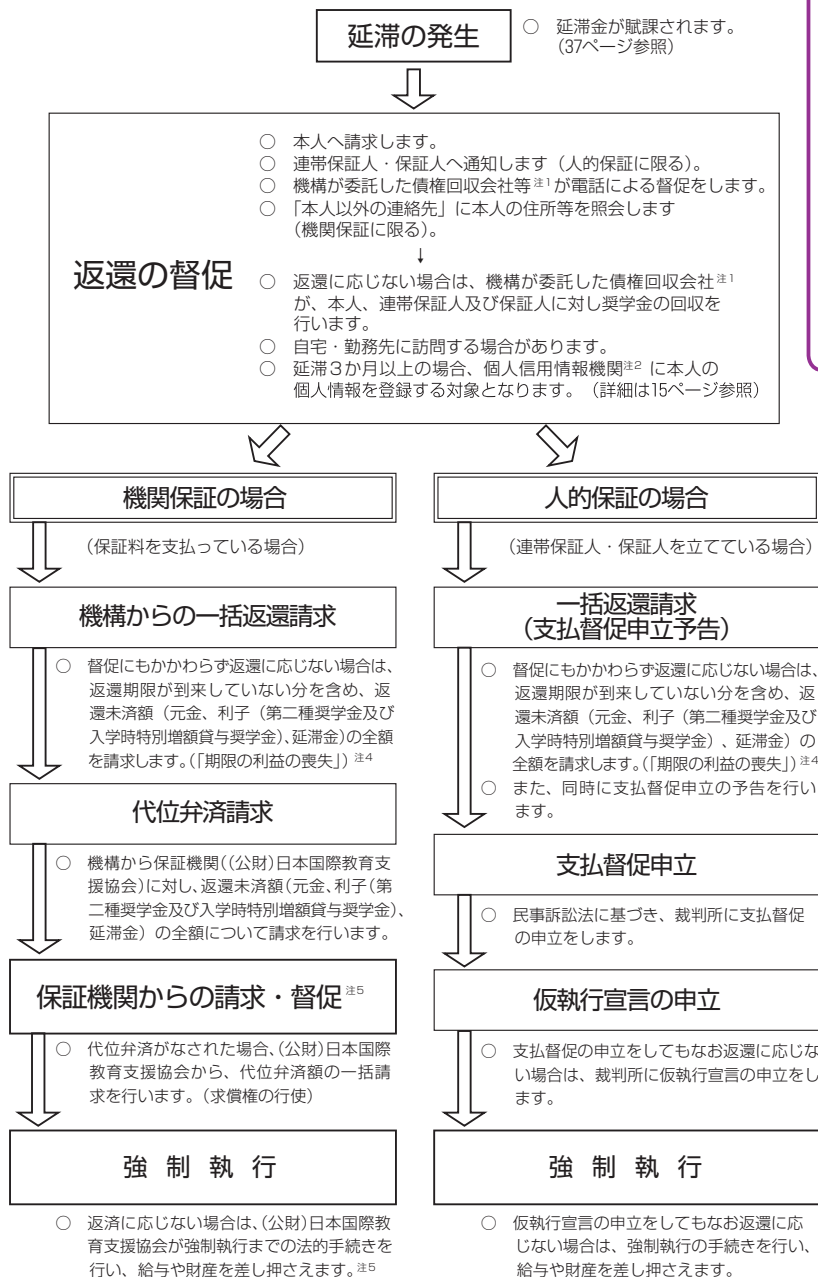 延滞の発生
○ 延滞金が賦課されます。
(37ページ参照)
返還の督促
○ 本人へ請求します。
○ 連帯保証人・保証人へ通知します（人的保証に限る）。
○ 機構が委託した債権回収会社等注1が電話による督促をします。
○ 「本人以外の連絡先」に本人の住所等を照会します
(機関保証に限る)。
↓
○ 返還に応じない場合は、機構が委託した債権回収会社注1
が、本人、連帯保証人及び保証人に対し奨学金の回収を
行います。
○ 自宅・勤務先に訪問する場合があります。
○ 延滞３か月以上の場合、個人信用情報機関注2 に本人の
個人情報を登録する対象となります。（詳細は15ページ参照）
機関保証の場合
（保証料を支払っている場合）
機構からの一括返還請求
○ 督促にもかかわらず返還に応じない場合は、
返還期限が到来していない分を含め、返
還未済額（元金、利子（第二種奨学金及び
入学時特別増額貸与奨学金）、延滞金）の全額
を請求します。（「期限の利益の喪失」）注4
代位弁済請求
○ 機構から保証機関((公財)日本国際教育支
援協会)に対し、返還未済額(元金、利子(第
二種奨学金及び入学時特別増額貸与奨学金)、
延滞金）の全額について請求を行います。
保証機関からの請求・督促注5
○ 代位弁済がなされた場合、(公財)日本国際
教育支援協会から、代位弁済額の一括請
求を行います。（求償権の行使）
強制執行
○ 返済に応じない場合は、(公財)日本国際教
育支援協会が強制執行までの法的手続きを
行い、給与や財産を差し押さえます。注5
人的保証の場合
（連帯保証人・保証人を立てている場合）
一括返還請求
（支払督促申立予告）
○ 督促にもかかわらず返還に応じない場合は、
返還期限が到来していない分を含め、返
還未済額（元金、利子（第二種奨学金及び
入学時特別増額貸与奨学金）、延滞金）の
全額を請求します。（「期限の利益の喪失」）注4
○ また、同時に支払督促申立の予告を行い
ます。
支払督促申立
○ 民事訴訟法に基づき、裁判所に支払督促
の申立をします。
仮執行宣言の申立
○ 支払督促の申立をしてもなお返還に応じな
い場合は、裁判所に仮執行宣言の申立をし
ます。
強制執行
○ 仮執行宣言の申立をしてもなお返還に応
じない場合は、強制執行の手続きを行い、
給与や財産を差し押さえます。